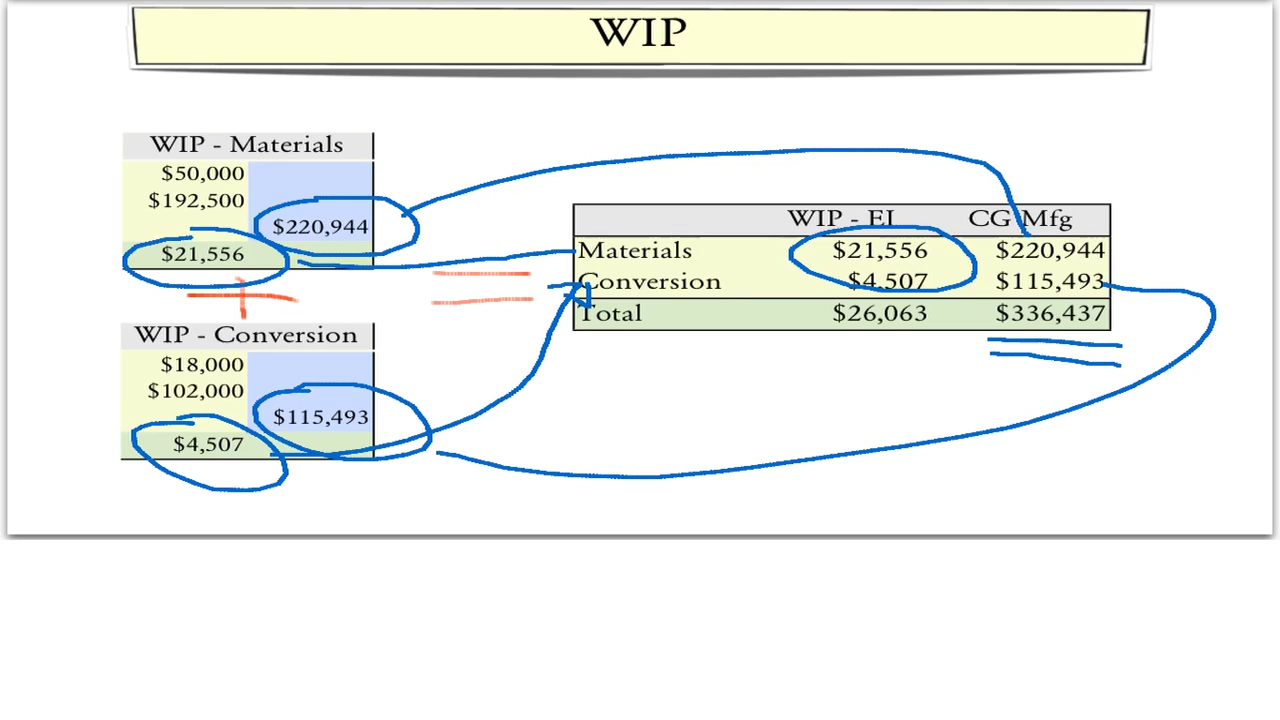 WIP
WIP - Materials
$50,000
$192,500
$220,944
$21,556
WIP - Conversion
$18,000
$102,000
$115,493
$4,507
WIP - EI CG Mfg
Materials $21,556 $220,944
Conversion $4,507 $115,493
Total $26,063 $336,437